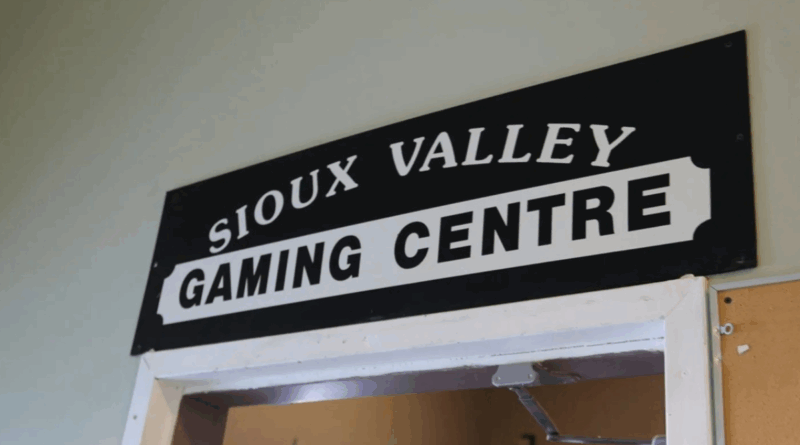 SIOUX VALLEY
GAMING CENTRE